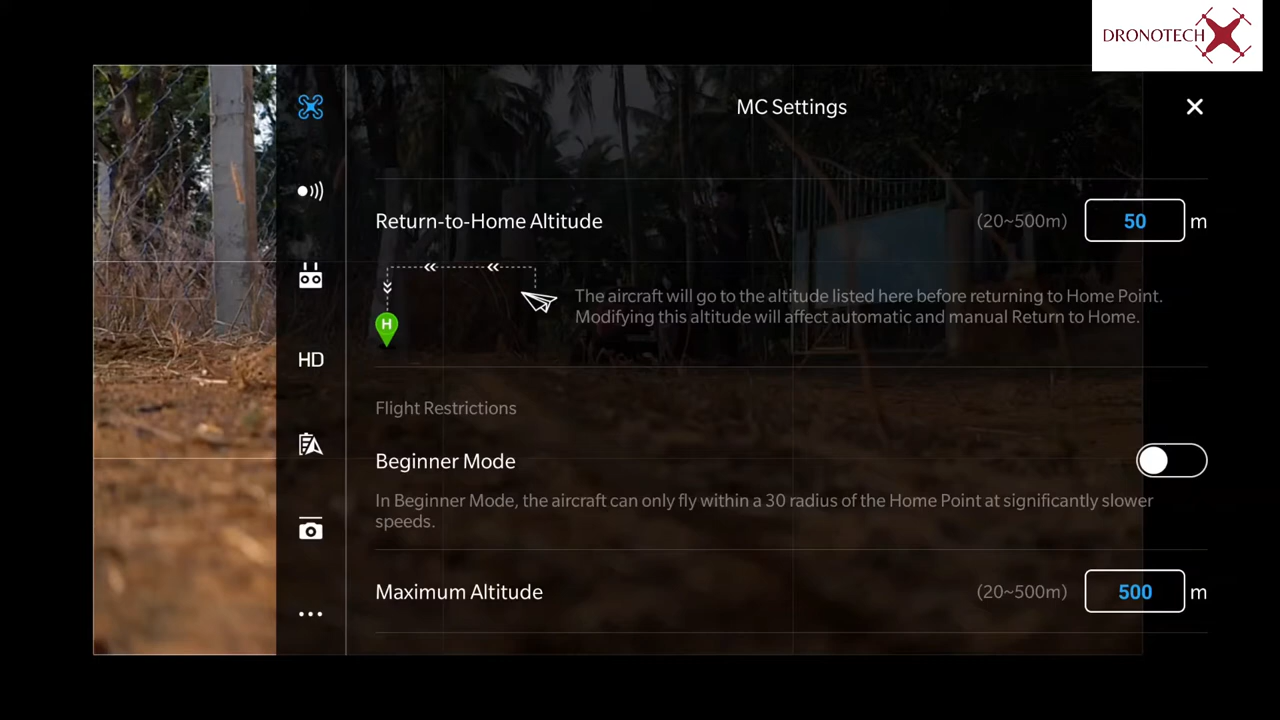 DRONOTECH
MC Settings
Return-to-Home Altitude (20~500m) 50 m
H
The aircraft will go to the altitude listed here before returning to Home Point.
Modifying this altitude will affect automatic and manual Return to Home.
HD
Flight Restrictions
Beginner Mode
In Beginner Mode, the aircraft can only fly within a 30 radius of the Home Point at significantly slower
speeds.
Maximum Altitude (20~500m) 500 m